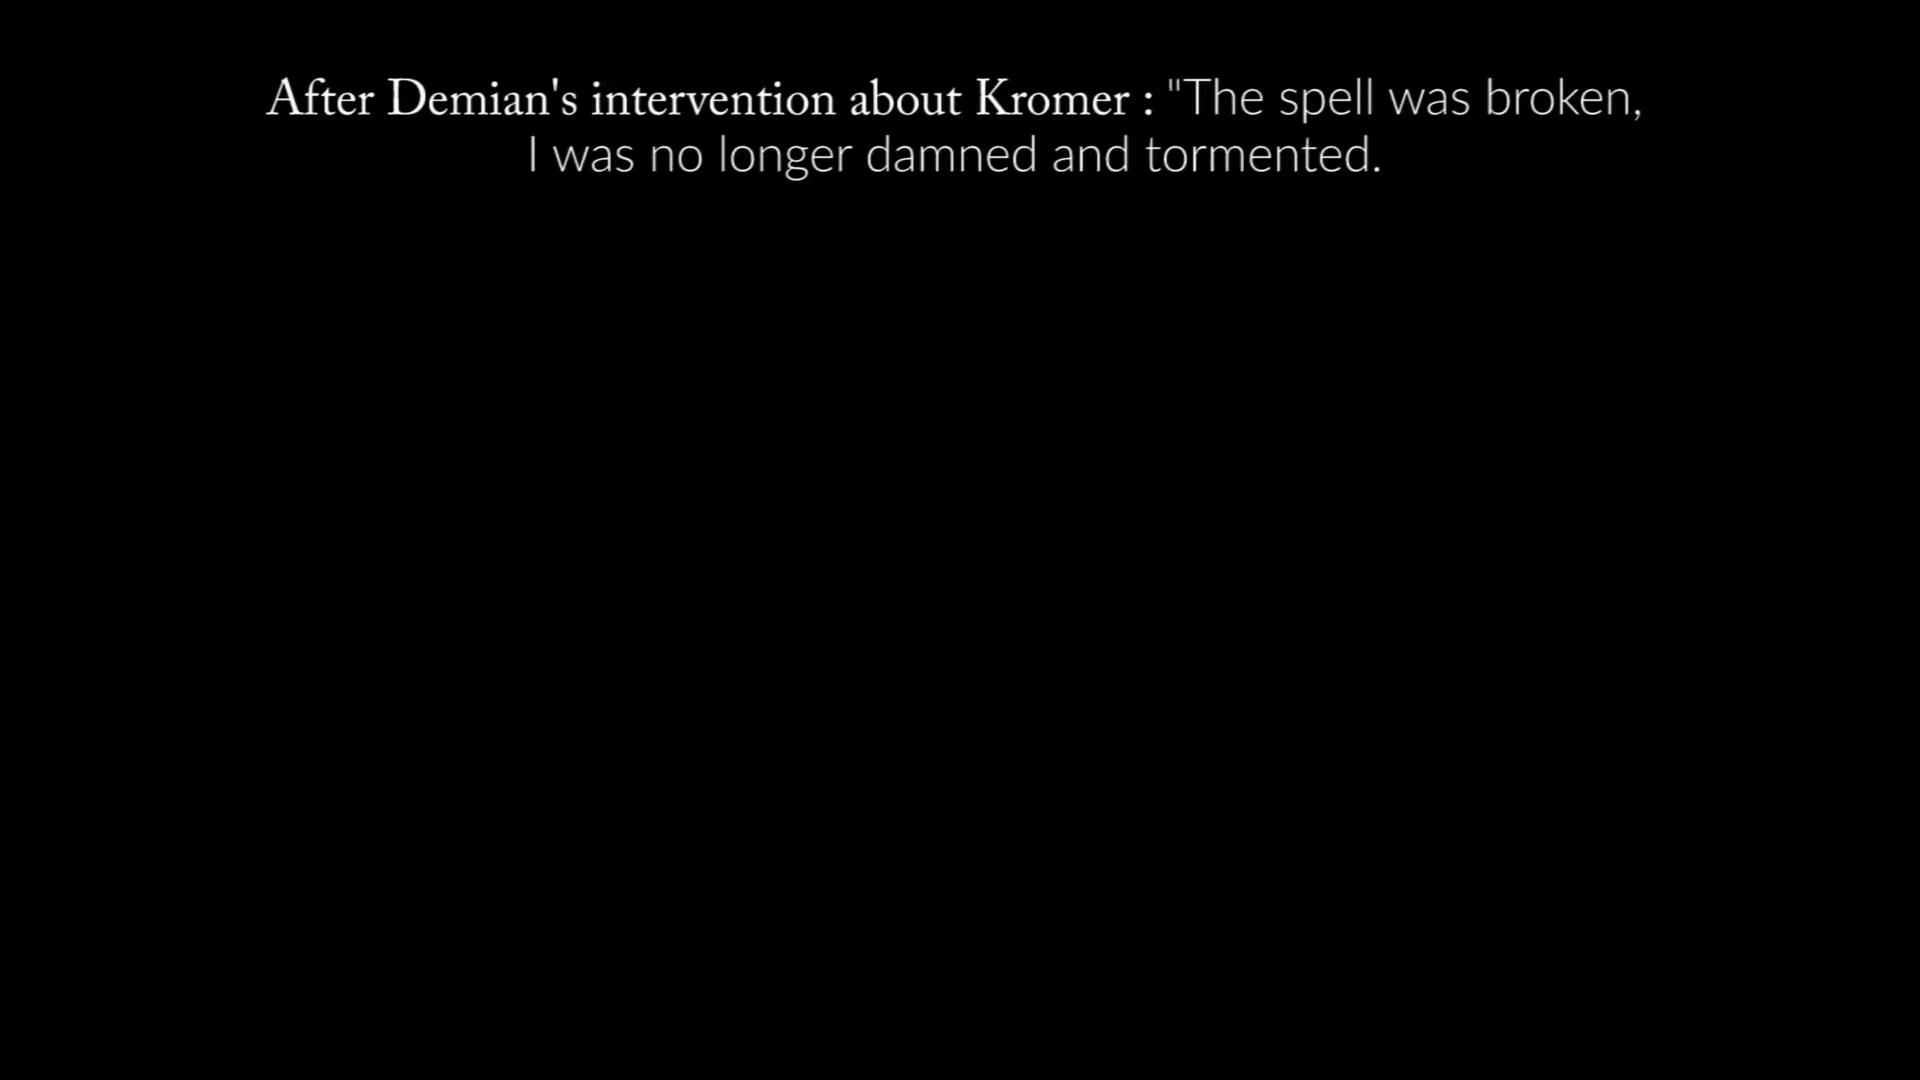 After Demian's intervention about Kromer : "The spell was broken,
I was no longer damned and tormented.